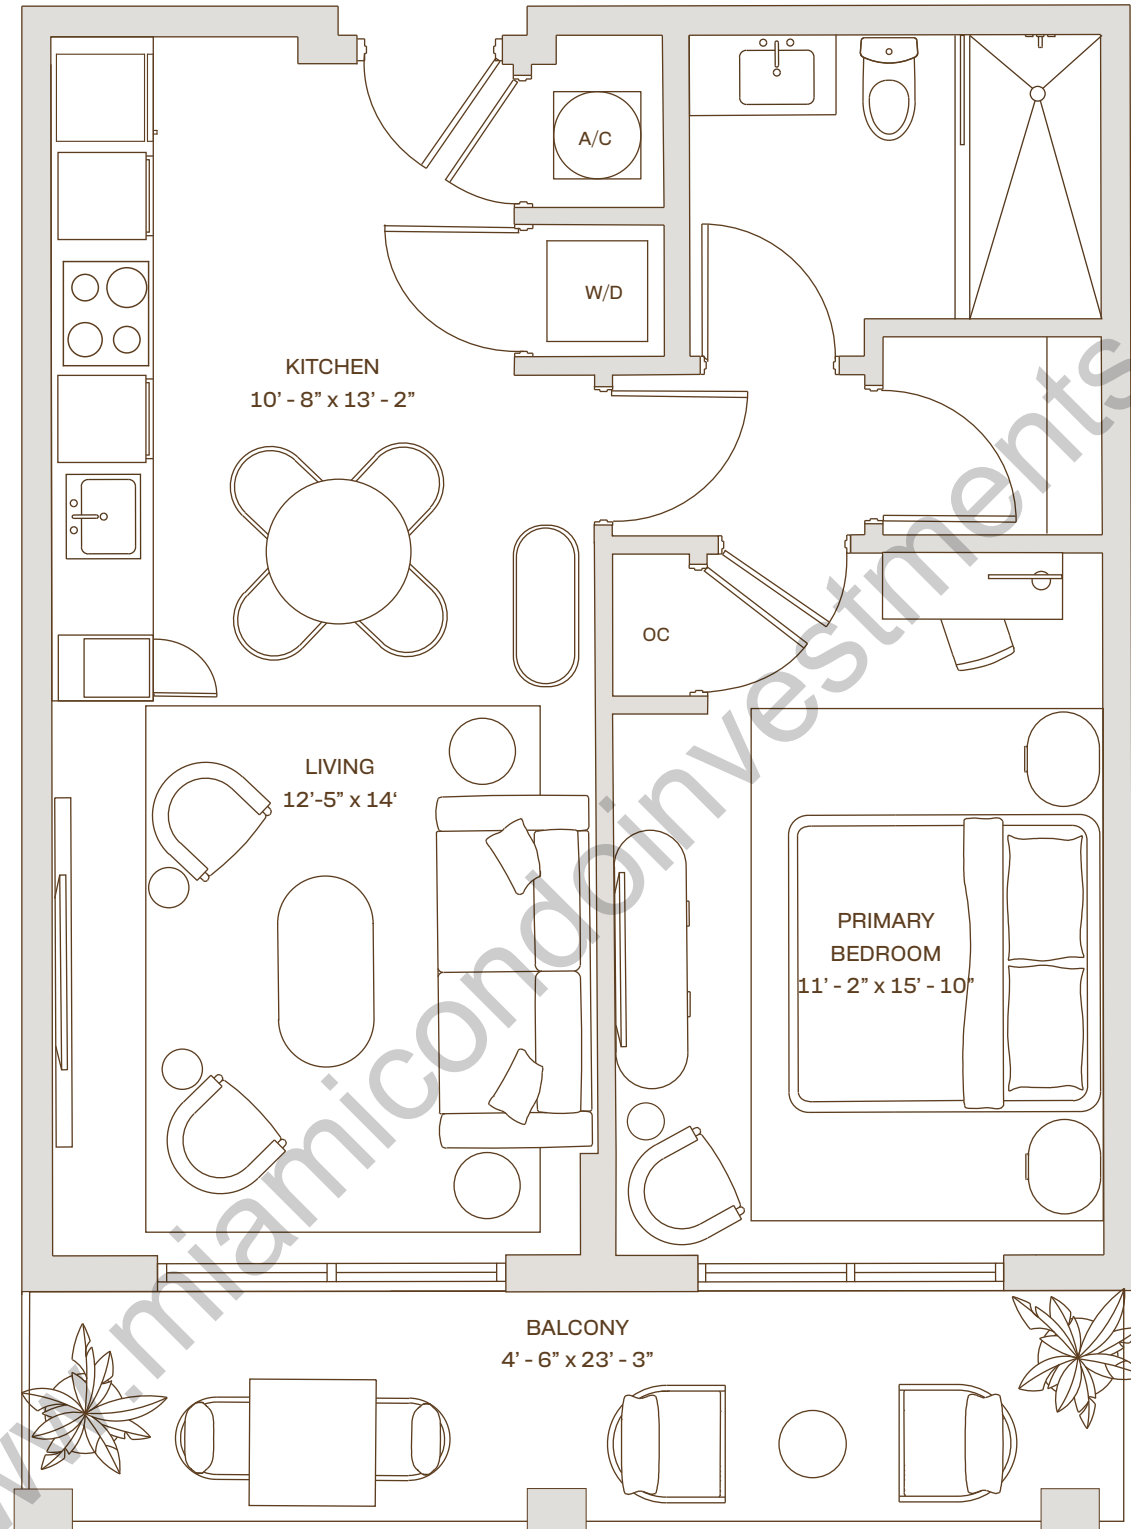 A/C
W/D
KITCHEN
10’ - 8” x 13’ - 2”
OC
LIVING
12’-5” x 14‘
PRIMARY
BEDROOM
11’ - 2” x 15’ - 10”
BALCONY
4’ - 6” x 23’ - 3”
www.miamicondoinvestments